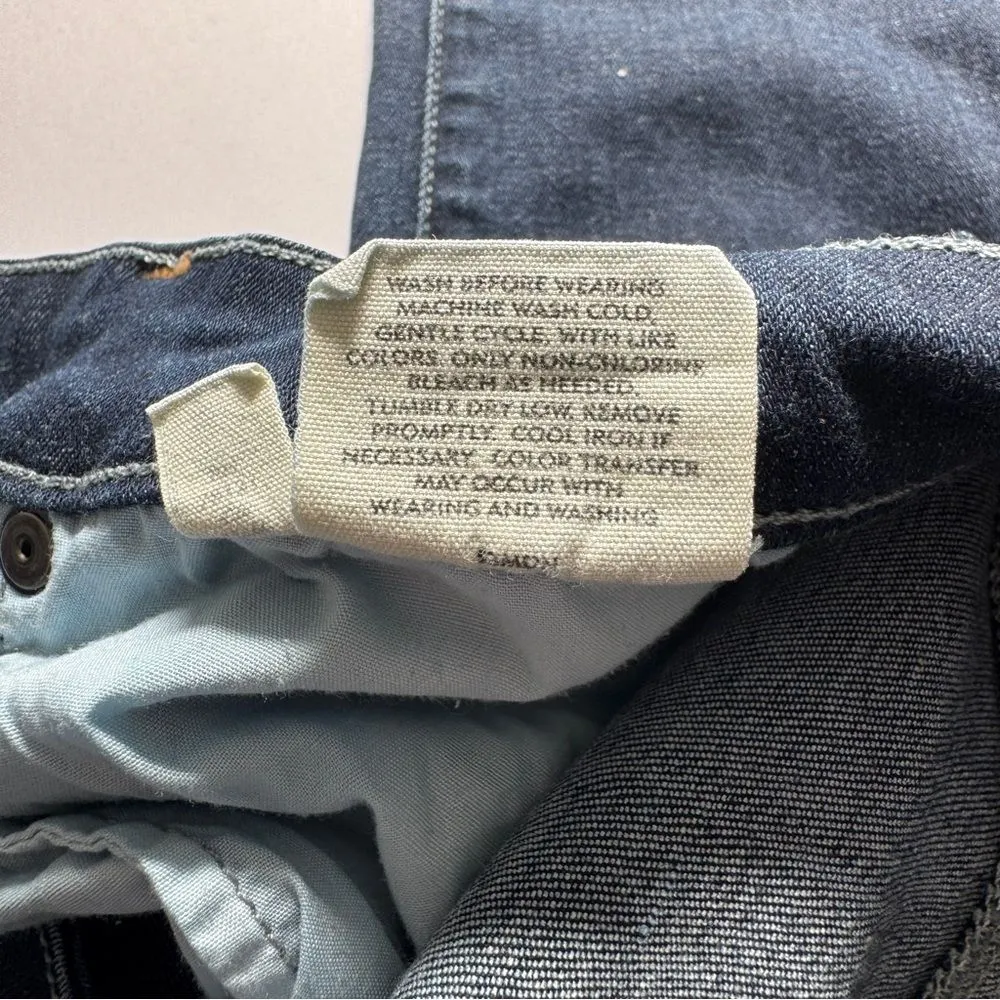 WASH BEFORE WEARING
MACHINE WASH COLD,
GENTLE CYCLE, WITH LIKE
COLORS. ONLY NON-CHLORINE
BLEACH AS NEEDED.
TUMBLE DRY LOW, REMOVE
PROMPTLY. COOL IRON IF
NECESSARY. COLOR TRANSFER
MAY OCCUR WITH
WEARING AND WASHING